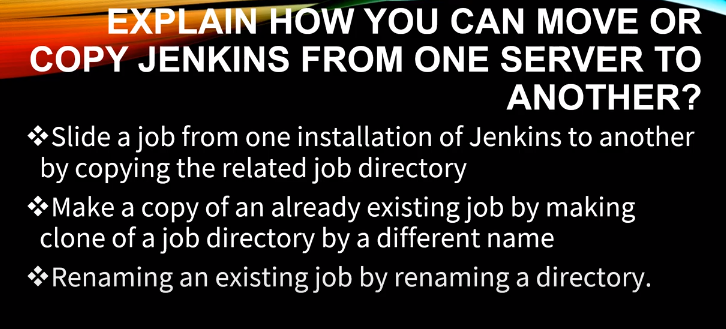 EXPLAIN HOW YOU CAN MOVE OR
COPY JENKINS FROM ONE SERVER TO
ANOTHER?
❖Slide a job from one installation of Jenkins to another
by copying the related job directory
❖Make a copy of an already existing job by making
clone of a job directory by a different name
❖Renaming an existing job by renaming a directory.